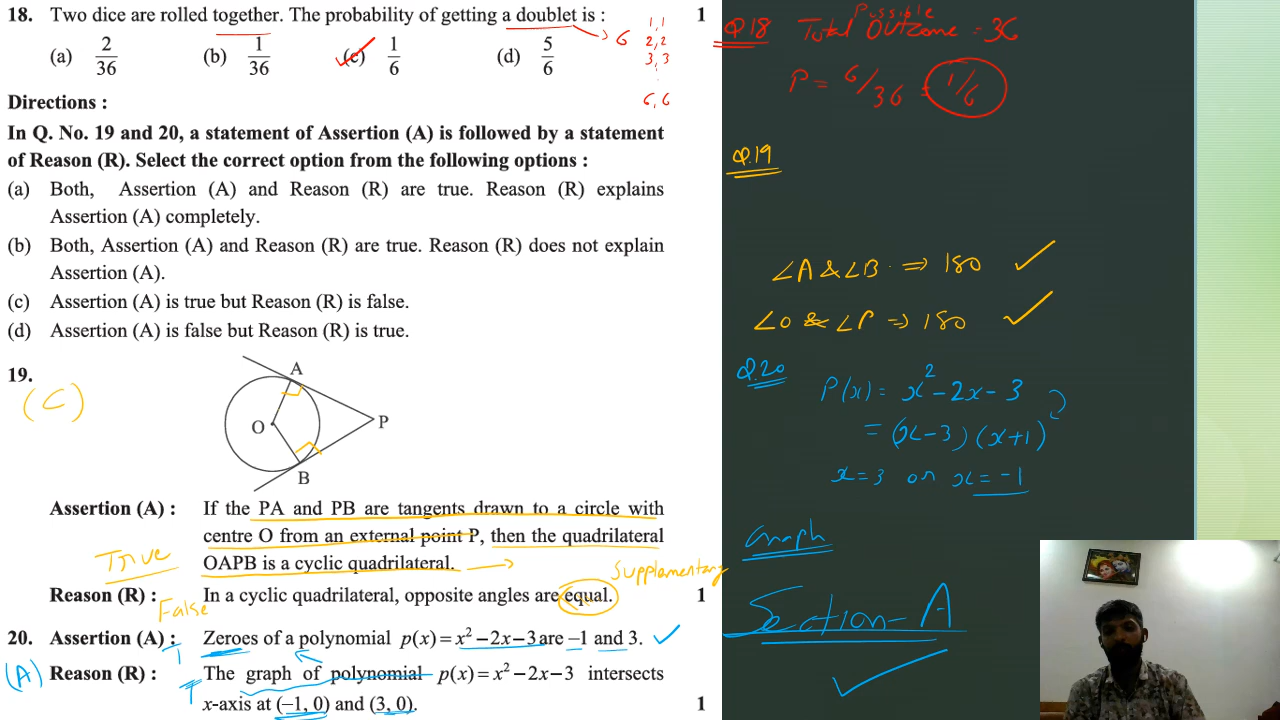 18. Two dice are rolled together. The probability of getting a doublet is : 1
(a) 2/36 (b) 1/36 (c) 1/6 (d) 5/6
6
1,1
2,2
3,3
6,6
Directions :
In Q. No. 19 and 20, a statement of Assertion (A) is followed by a statement
of Reason (R). Select the correct option from the following options :
(a) Both, Assertion (A) and Reason (R) are true. Reason (R) explains
Assertion (A) completely.
(b) Both, Assertion (A) and Reason (R) are true. Reason (R) does not explain
Assertion (A).
(c) Assertion (A) is true but Reason (R) is false.
(d) Assertion (A) is false but Reason (R) is true.
19.
(C)
A
O
P
B
Assertion (A) : If the PA and PB are tangents drawn to a circle with
centre O from an external point P, then the quadrilateral
OAPB is a cyclic quadrilateral.
True
Supplamentary
Reason (R) : In a cyclic quadrilateral, opposite angles are equal. 1
False
20. Assertion (A) : Zeroes of a polynomial p(x) = x² − 2x − 3 are −1 and 3.
T
(A) Reason (R) : The graph of polynomial p(x) = x² − 2x − 3 intersects
T
x-axis at (−1, 0) and (3, 0). 1
Q.18 Total Possible Outcome = 36
P = 6/36 = 1/6
Q.19
∠A & ∠B ⇒ 180 ✓
∠O & ∠P ⇒ 180 ✓
Q.20
P(x) = x² − 2x − 3
= (x−3) (x+1)
x = 3 or x = −1
Graph
Section-A